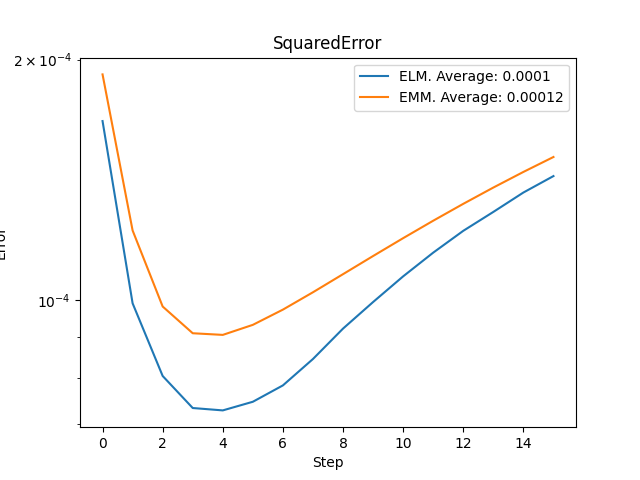 SquaredError
2 × 10⁻⁴
ELM. Average: 0.0001
EMM. Average: 0.00012
10⁻⁴
Error
0 2 4 6 8 10 12 14
Step